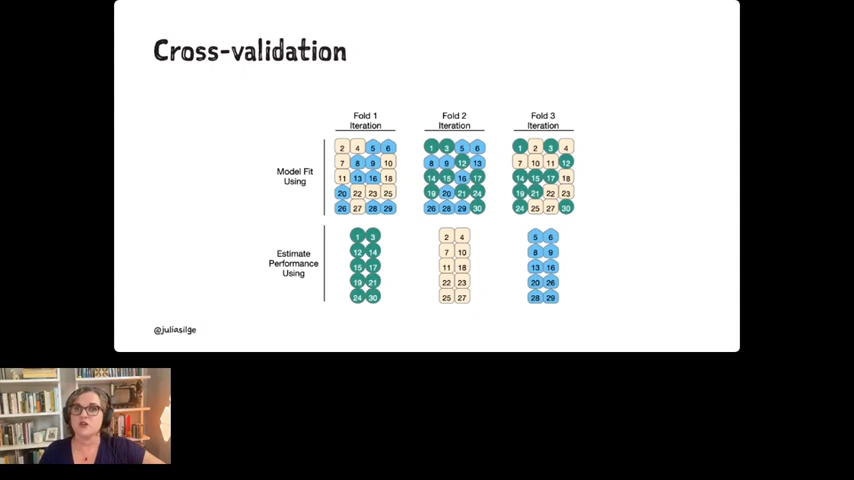 Cross-validation
Fold 1 Iteration
Fold 2 Iteration
Fold 3 Iteration
Model Fit Using
2 4 5 6
7 8 9 10
11 13 16 18
20 22 23 25
26 27 28 29
1 3 5 6
8 9 12 13
14 15 16 17
19 20 21 24
26 28 29 30
1 2 3 4
7 10 11 12
14 15 17 18
19 21 22 23
24 25 27 30
Estimate Performance Using
1 3
12 14
15 17
19 21
24 30
2 4
7 10
11 18
22 23
25 27
5 6
8 9
13 16
20 26
28 29
@juliasilge